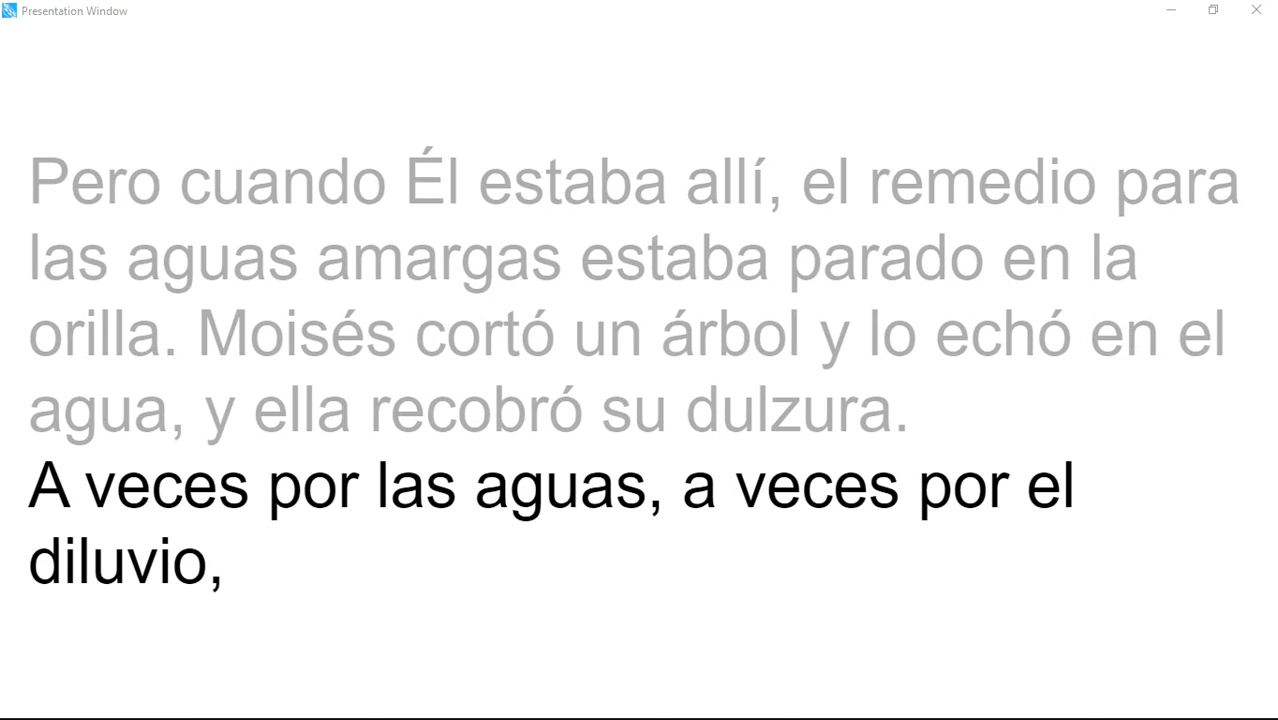 Presentation Window
Pero cuando Él estaba allí, el remedio para
las aguas amargas estaba parado en la
orilla. Moisés cortó un árbol y lo echó en el
agua, y ella recobró su dulzura.
A veces por las aguas, a veces por el
diluvio,